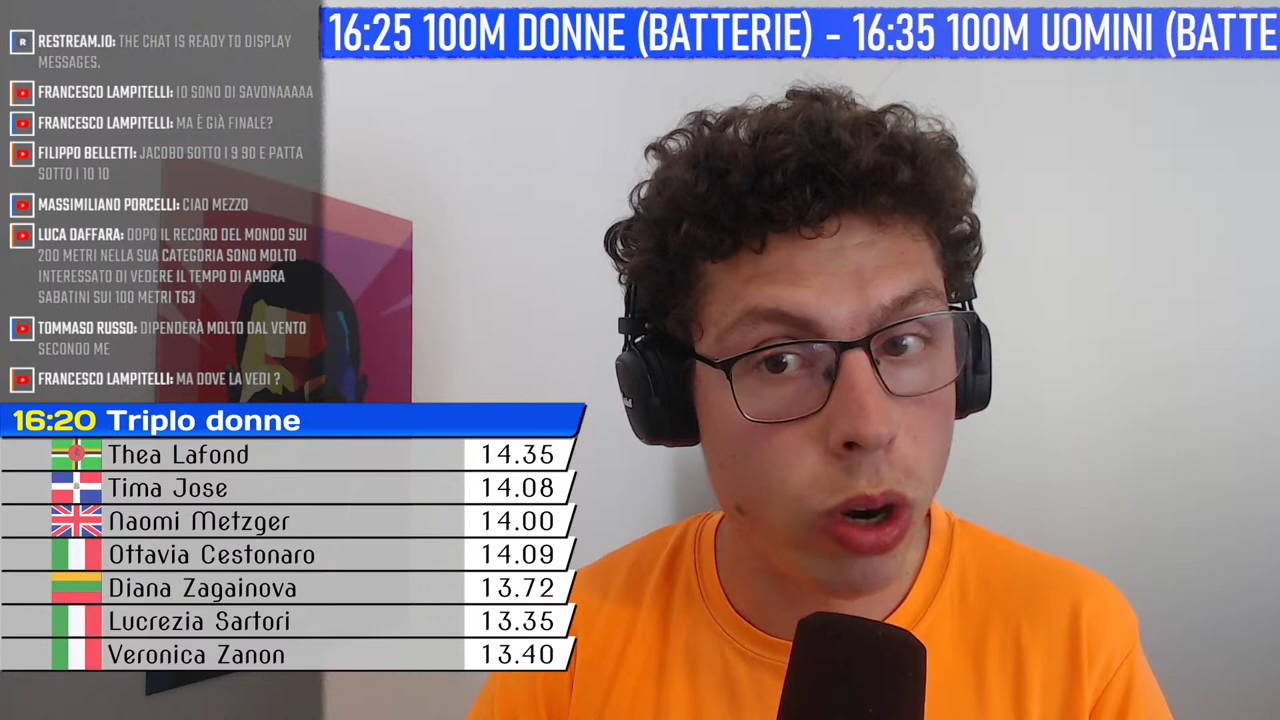 16:25 100M DONNE (BATTERIE) - 16:35 100M UOMINI (BATTE
RESTREAM.IO: THE CHAT IS READY TO DISPLAY
MESSAGES.
FRANCESCO LAMPITELLI: IO SONO DI SAVONAAAAA
FRANCESCO LAMPITELLI: MA È GIÀ FINALE?
FILIPPO BELLETTI: JACOBO SOTTO I 9 90 E PATTA
SOTTO I 10 10
MASSIMILIANO PORCELLI: CIAO MEZZO
LUCA DAFFARA: DOPO IL RECORD DEL MONDO SUI
200 METRI NELLA SUA CATEGORIA SONO MOLTO
INTERESSATO DI VEDERE IL TEMPO DI AMBRA
SABATINI SUI 100 METRI T63
TOMMASO RUSSO: DIPENDERÀ MOLTO DAL VENTO
SECONDO ME
FRANCESCO LAMPITELLI: MA DOVE LA VEDI ?
16:20 Triplo donne
Thea Lafond 14.35
Tima Jose 14.08
Naomi Metzger 14.00
Ottavia Cestonaro 14.09
Diana Zagainova 13.72
Lucrezia Sartori 13.35
Veronica Zanon 13.40